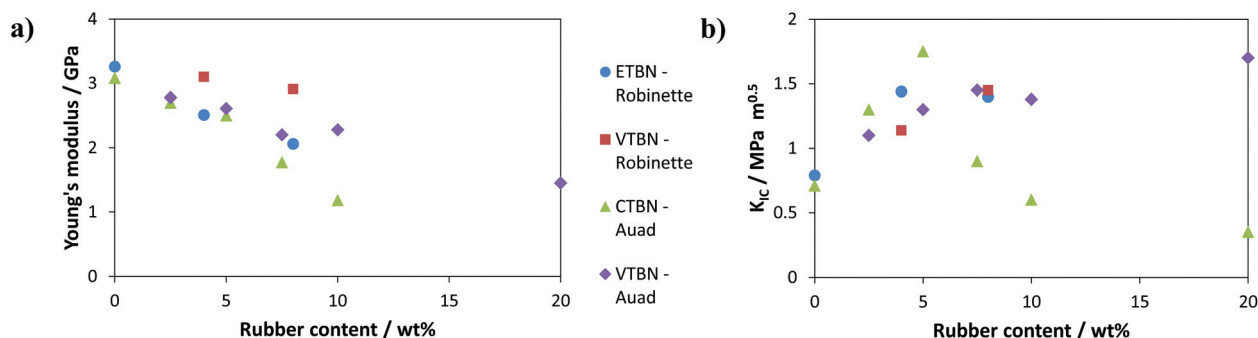 a)
4
3
2
1
0
Young's modulus / GPa
0 5 10 15 20
Rubber content / wt%
ETBN -
Robinette
VTBN -
Robinette
CTBN -
Auad
VTBN -
Auad
b)
2
1.5
1
0.5
0
K_IC / MPa m^0.5
0 5 10 15 20
Rubber content / wt%